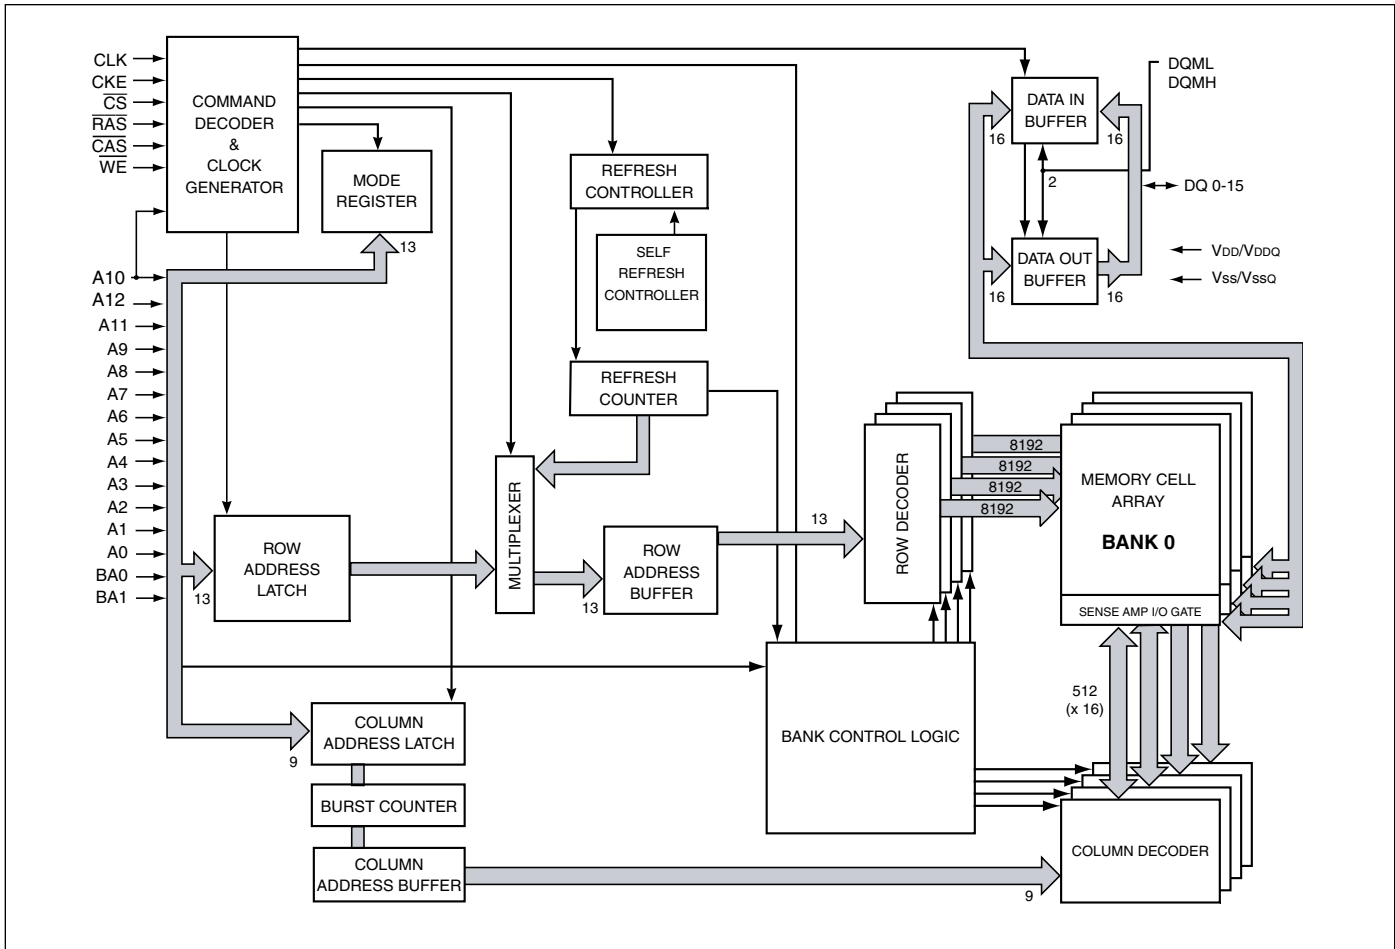 CLK
CKE
CS
RAS
CAS
WE
A10
A12
A11
A9
A8
A7
A6
A5
A4
A3
A2
A1
A0
BA0
BA1
COMMAND
DECODER
&
CLOCK
GENERATOR
MODE
REGISTER
13
REFRESH
CONTROLLER
SELF
REFRESH
CONTROLLER
REFRESH
COUNTER
DATA IN
BUFFER
16
16
2
DATA OUT
BUFFER
16
16
DQML
DQMH
DQ 0-15
VDD/VDDQ
Vss/VssQ
13
ROW
ADDRESS
LATCH
MULTIPLEXER
13
ROW
ADDRESS
BUFFER
13
ROW DECODER
8192
8192
8192
8192
MEMORY CELL
ARRAY
BANK 0
SENSE AMP I/O GATE
512
(x 16)
BANK CONTROL LOGIC
9
COLUMN
ADDRESS LATCH
BURST COUNTER
COLUMN
ADDRESS BUFFER
9
COLUMN DECODER